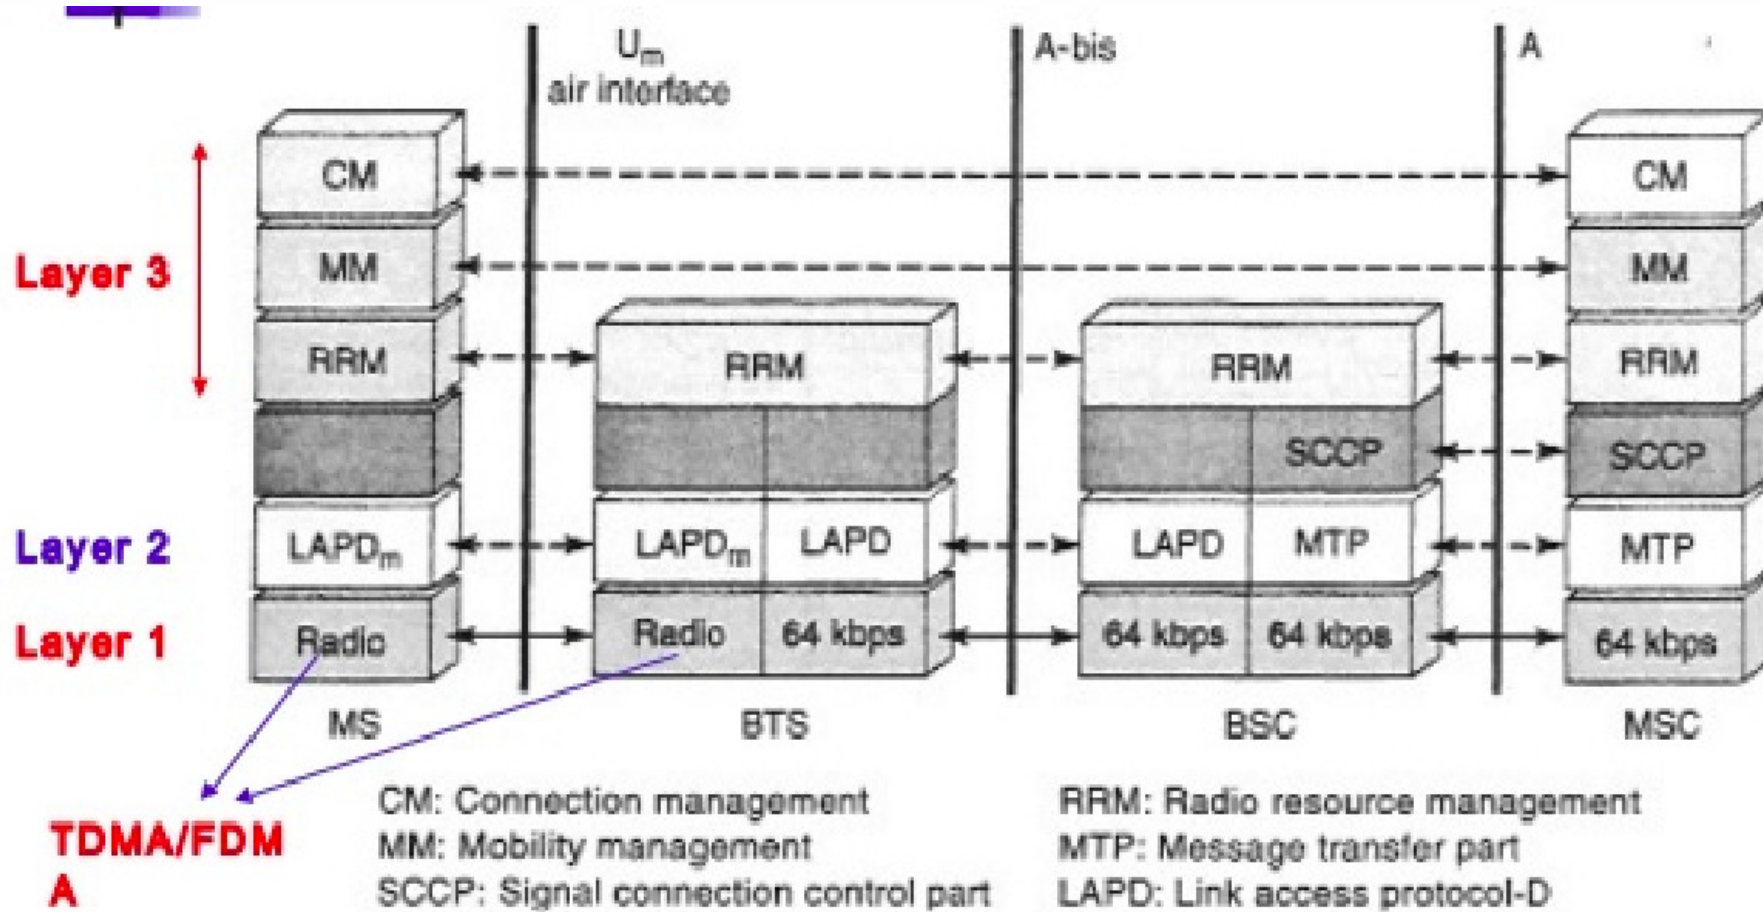 U_m
air interface
A-bis
A
CM
CM
Layer 3
MM
MM
RRM
RRM
RRM
RRM
SCCP
SCCP
Layer 2
LAPD_m
LAPD_m
LAPD
LAPD
MTP
MTP
Layer 1
Radio
Radio
64 kbps
64 kbps
64 kbps
64 kbps
MS
BTS
BSC
MSC
TDMA/FDM
A
CM: Connection management
MM: Mobility management
SCCP: Signal connection control part
RRM: Radio resource management
MTP: Message transfer part
LAPD: Link access protocol-D